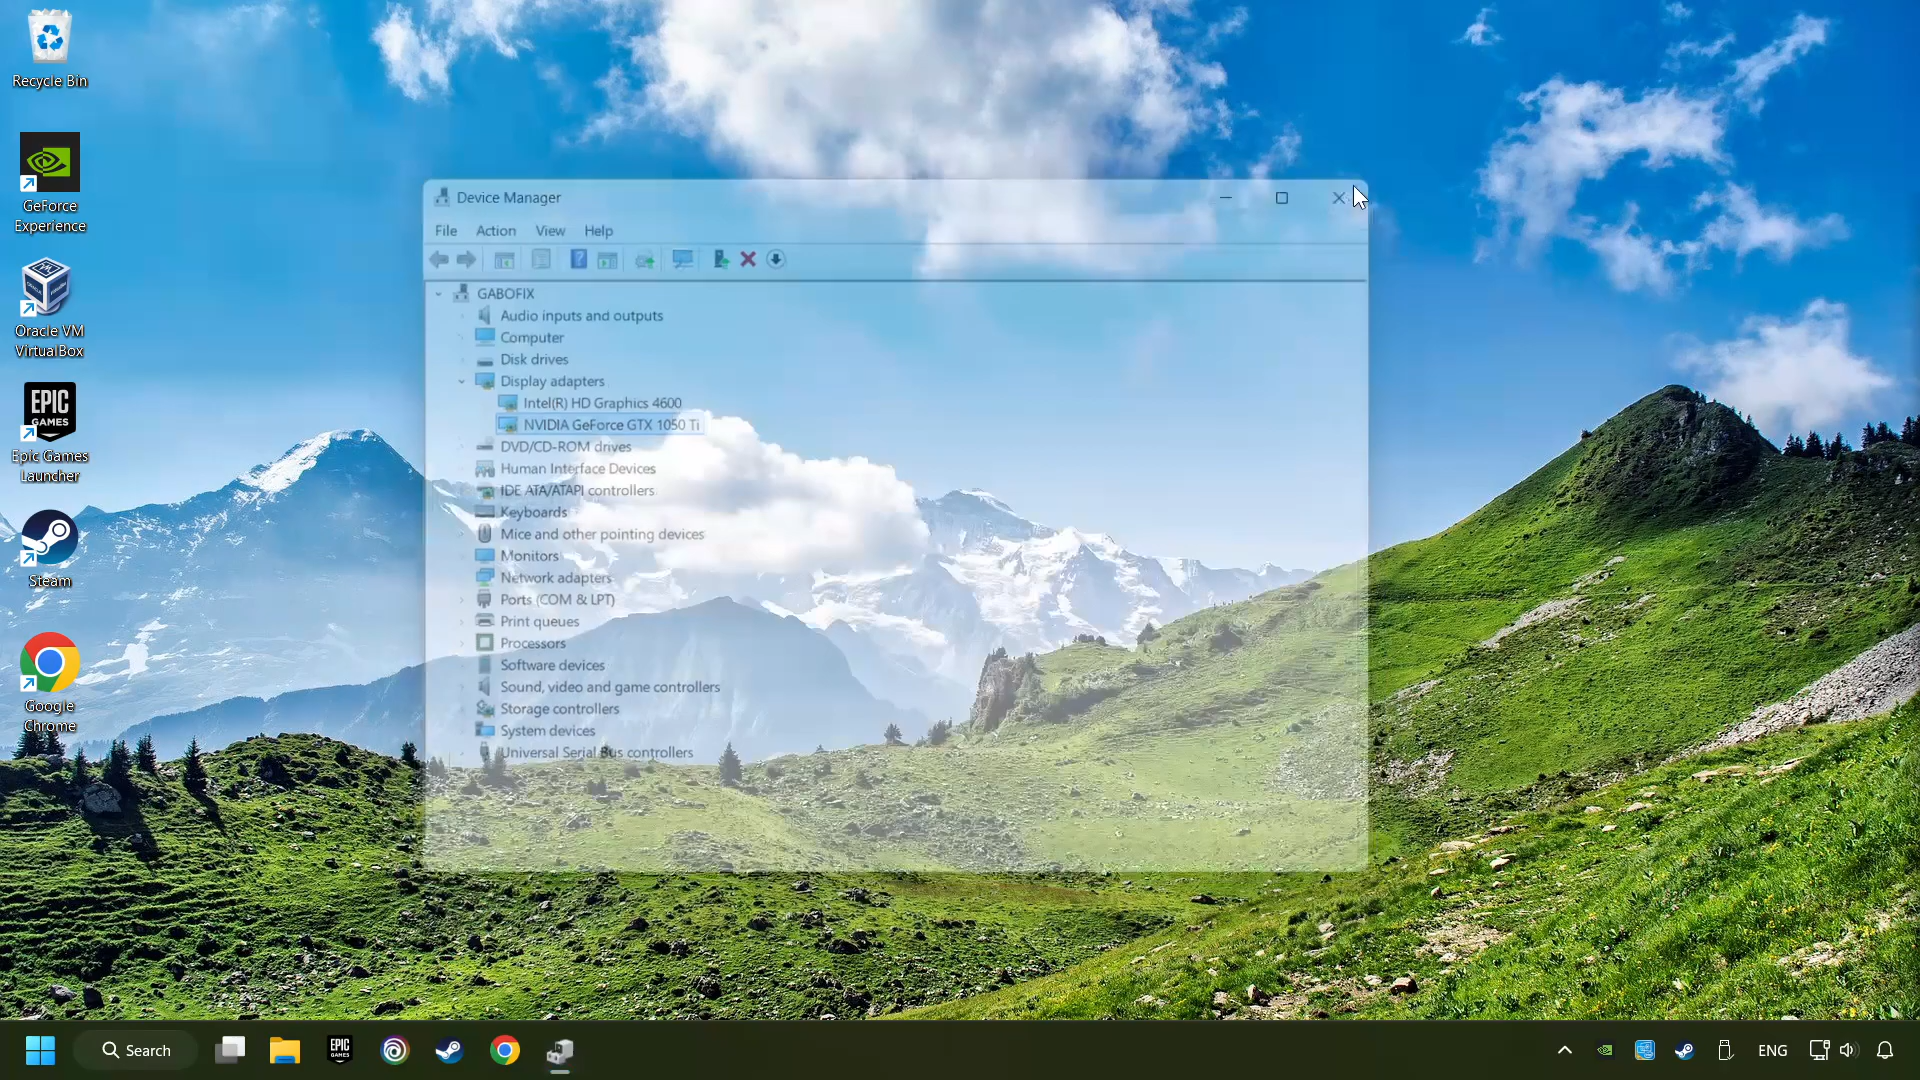 Recycle Bin
GeForce
Experience
Oracle VM
VirtualBox
EPIC
GAMES
Epic Games
Launcher
Steam
Google
Chrome
Device Manager
File Action View Help
GABOFIX
Audio inputs and outputs
Computer
Disk drives
Display adapters
Intel(R) HD Graphics 4600
NVIDIA GeForce GTX 1050 Ti
DVD/CD-ROM drives
Human Interface Devices
IDE ATA/ATAPI controllers
Keyboards
Mice and other pointing devices
Monitors
Network adapters
Ports (COM & LPT)
Print queues
Processors
Software devices
Sound, video and game controllers
Storage controllers
System devices
Universal Serial Bus controllers
Search
EPIC
GAMES
ENG